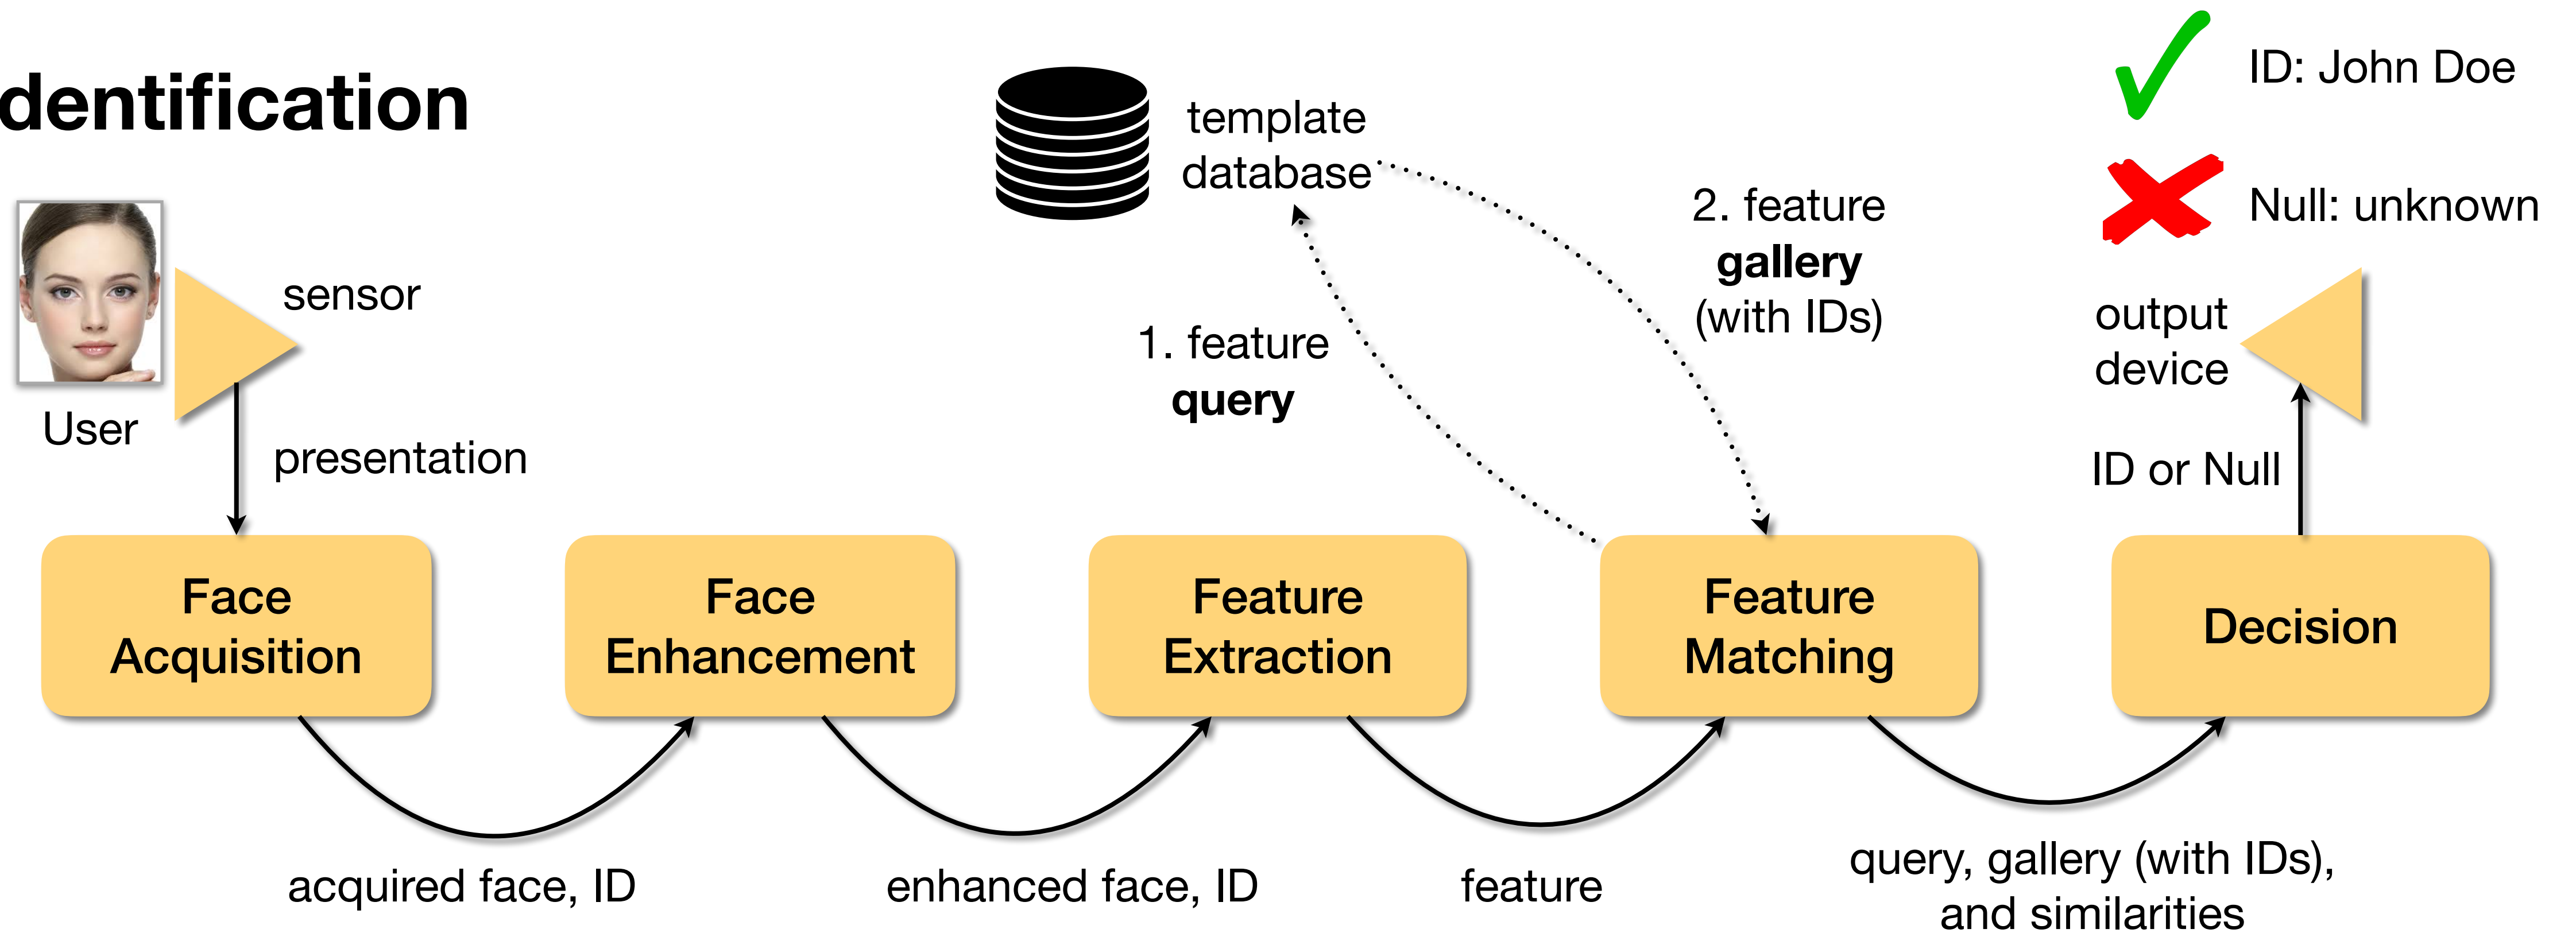 dentification
ID: John Doe
Null: unknown
template
database
2. feature
gallery
(with IDs)
sensor
User
presentation
1. feature
query
output
device
ID or Null
Face
Acquisition
Face
Enhancement
Feature
Extraction
Feature
Matching
Decision
acquired face, ID
enhanced face, ID
feature
query, gallery (with IDs),
and similarities